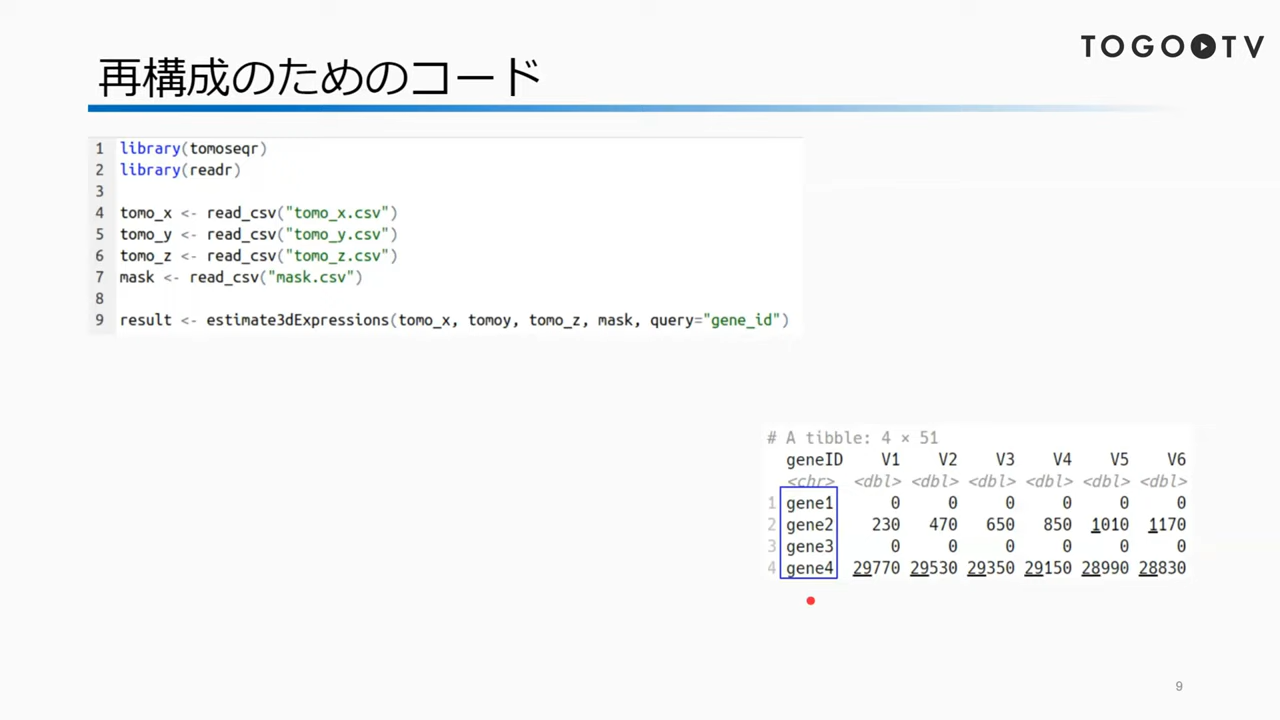 TOGO TV
再構成のためのコード
1 library(tomoseqr)
2 library(readr)
3
4 tomo_x <- read_csv("tomo_x.csv")
5 tomo_y <- read_csv("tomo_y.csv")
6 tomo_z <- read_csv("tomo_z.csv")
7 mask <- read_csv("mask.csv")
8
9 result <- estimate3dExpressions(tomo_x, tomoy, tomo_z, mask, query="gene_id")
# A tibble: 4 × 51
geneID V1 V2 V3 V4 V5 V6
<chr> <dbl> <dbl> <dbl> <dbl> <dbl> <dbl>
1 gene1 0 0 0 0 0 0
2 gene2 230 470 650 850 1010 1170
3 gene3 0 0 0 0 0 0
4 gene4 29770 29530 29350 29150 28990 28830
9